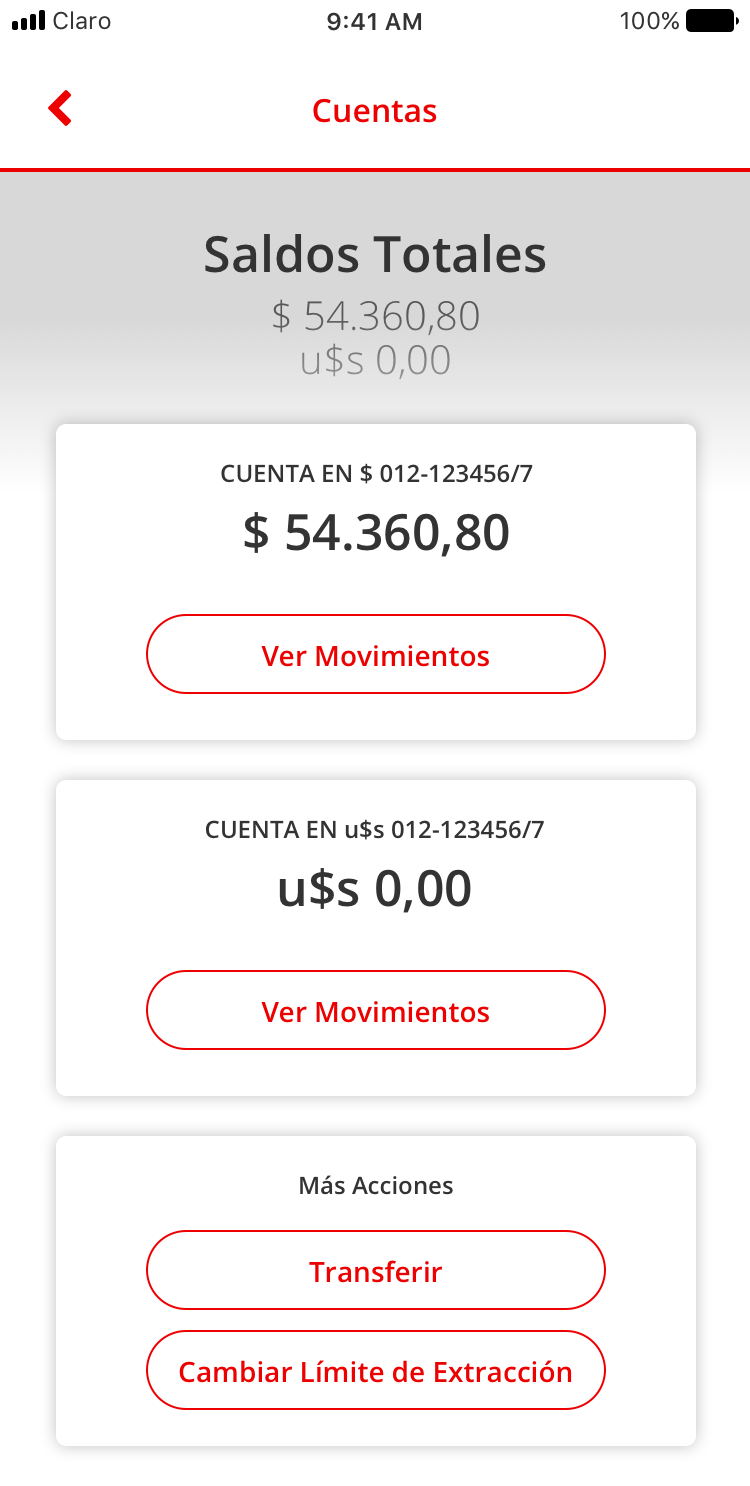 Claro 9:41 AM 100%
Cuentas
Saldos Totales
$ 54.360,80
u$s 0,00
CUENTA EN $ 012-123456/7
$ 54.360,80
Ver Movimientos
CUENTA EN u$s 012-123456/7
u$s 0,00
Ver Movimientos
Más Acciones
Transferir
Cambiar Límite de Extracción